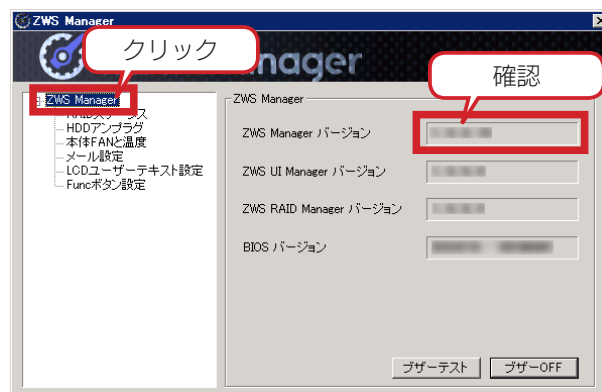 ZWS Manager
クリック
nager
確認
ZWS Manager
HDDアンプラグ
本体FANと温度
メール設定
LCDユーザーテキスト設定
Funcボタン設定
ZWS Manager
ZWS Manager バージョン
ZWS UI Manager バージョン
ZWS RAID Manager バージョン
BIOS バージョン
ブザーテスト
ブザーOFF